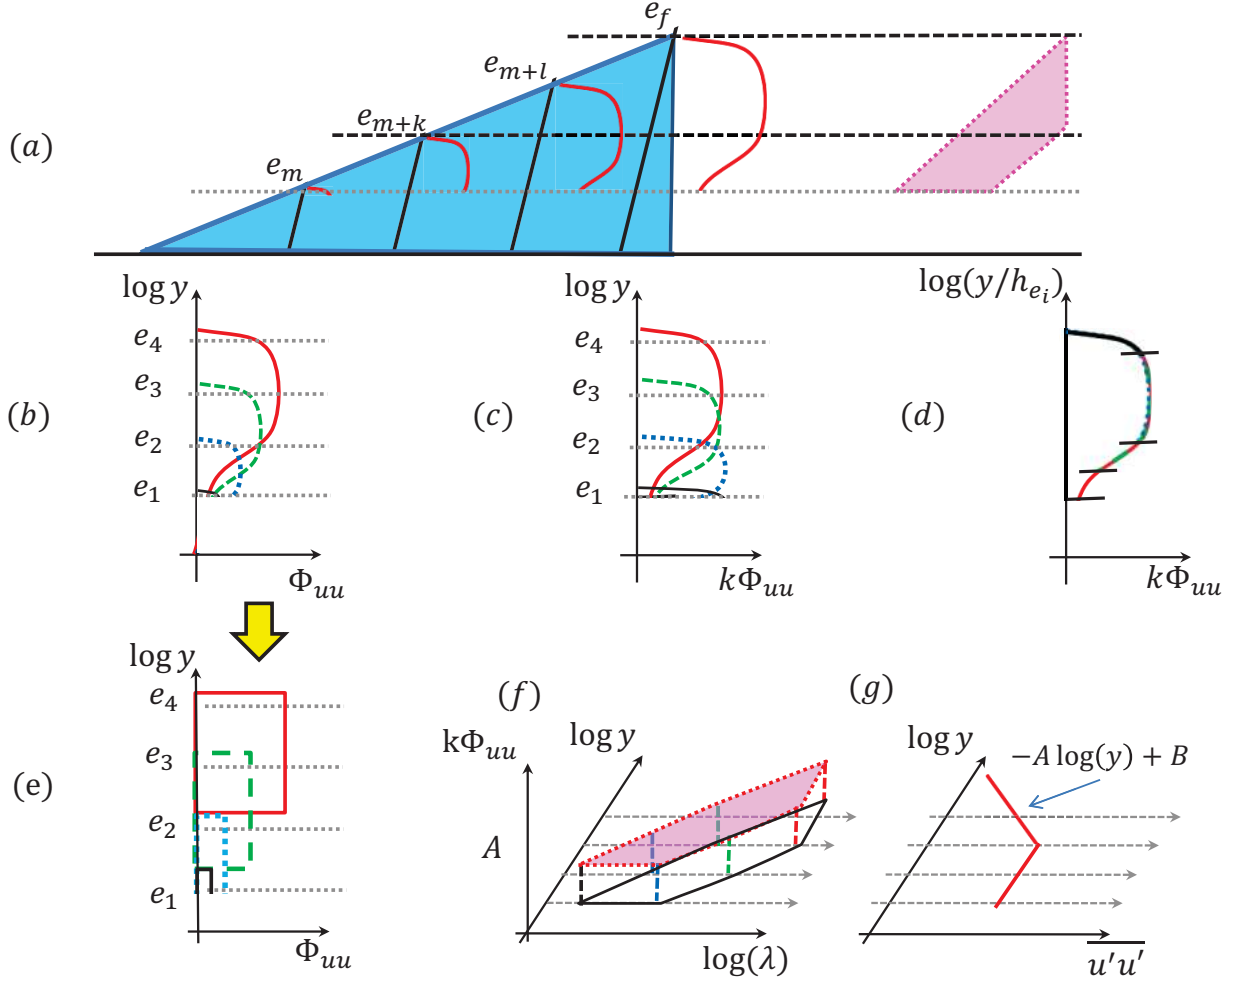 (a)
e_f
e_{m+l}
e_{m+k}
e_m
(b)
log y
e_4
e_3
e_2
e_1
Φ_{uu}
(c)
log y
e_4
e_3
e_2
e_1
kΦ_{uu}
(d)
log(y/h_{e_i})
kΦ_{uu}
(e)
log y
e_4
e_3
e_2
e_1
Φ_{uu}
(f)
kΦ_{uu}
log y
A
log(λ)
(g)
log y
−A log(y) + B
\overline{u'u'}